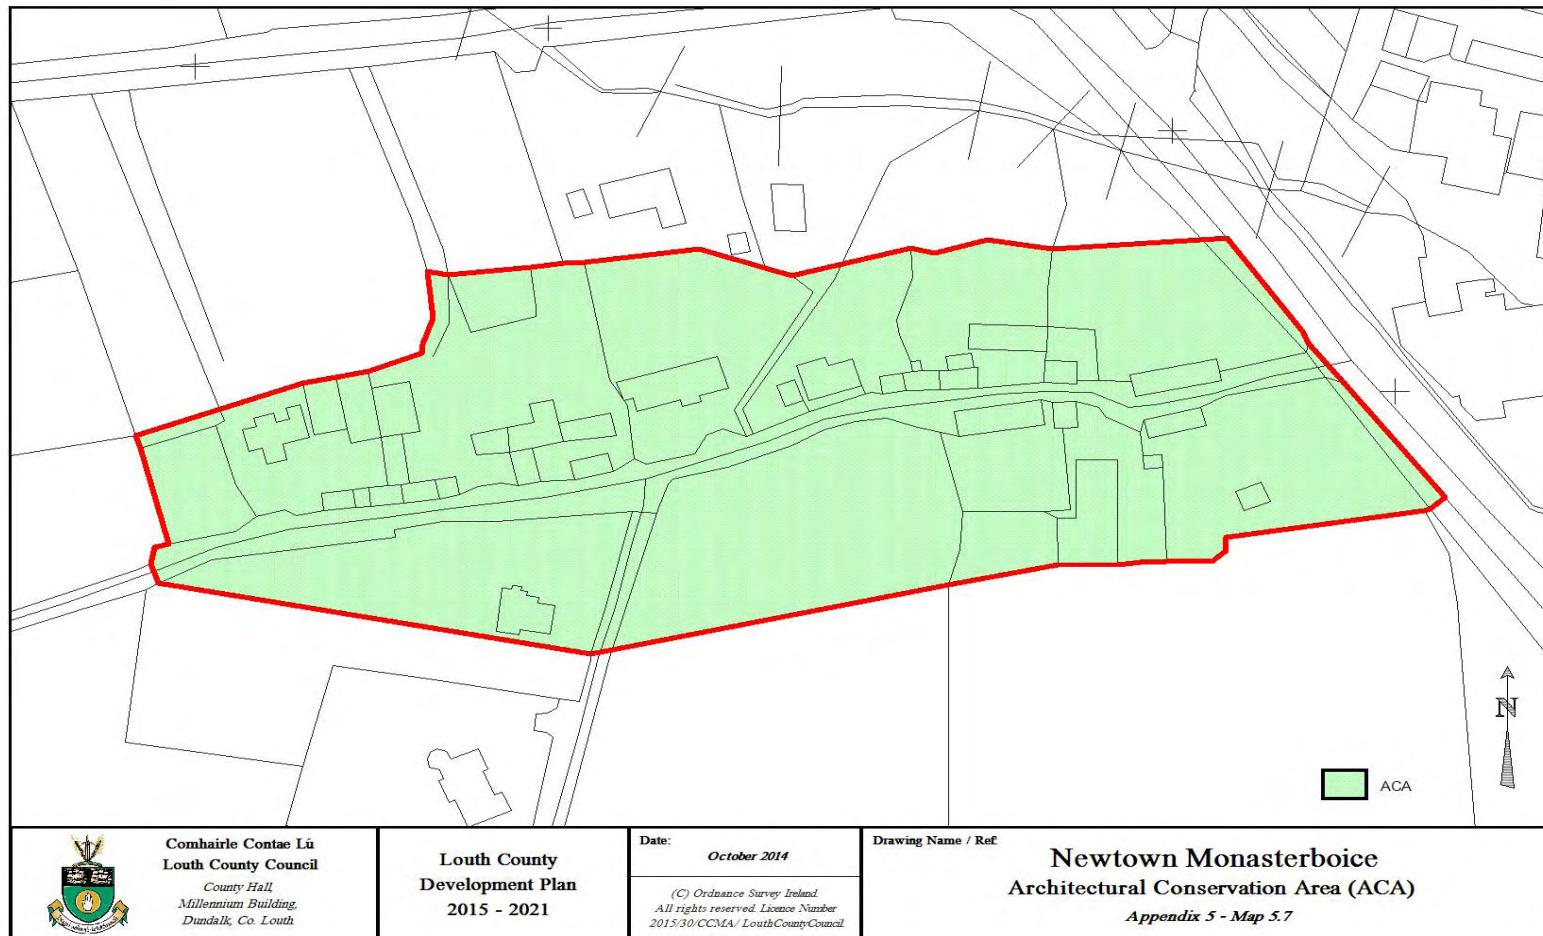 N
ACA
Comhairle Contae Lú
Louth County Council
County Hall,
Millennium Building,
Dundalk, Co. Louth
Louth County
Development Plan
2015 - 2021
Date:
October 2014
(C) Ordnance Survey Ireland.
All rights reserved. Licence Number
2015/30/CCMA/ LouthCountyCouncil
Drawing Name / Ref:
Newtown Monasterboice
Architectural Conservation Area (ACA)
Appendix 5 - Map 5.7